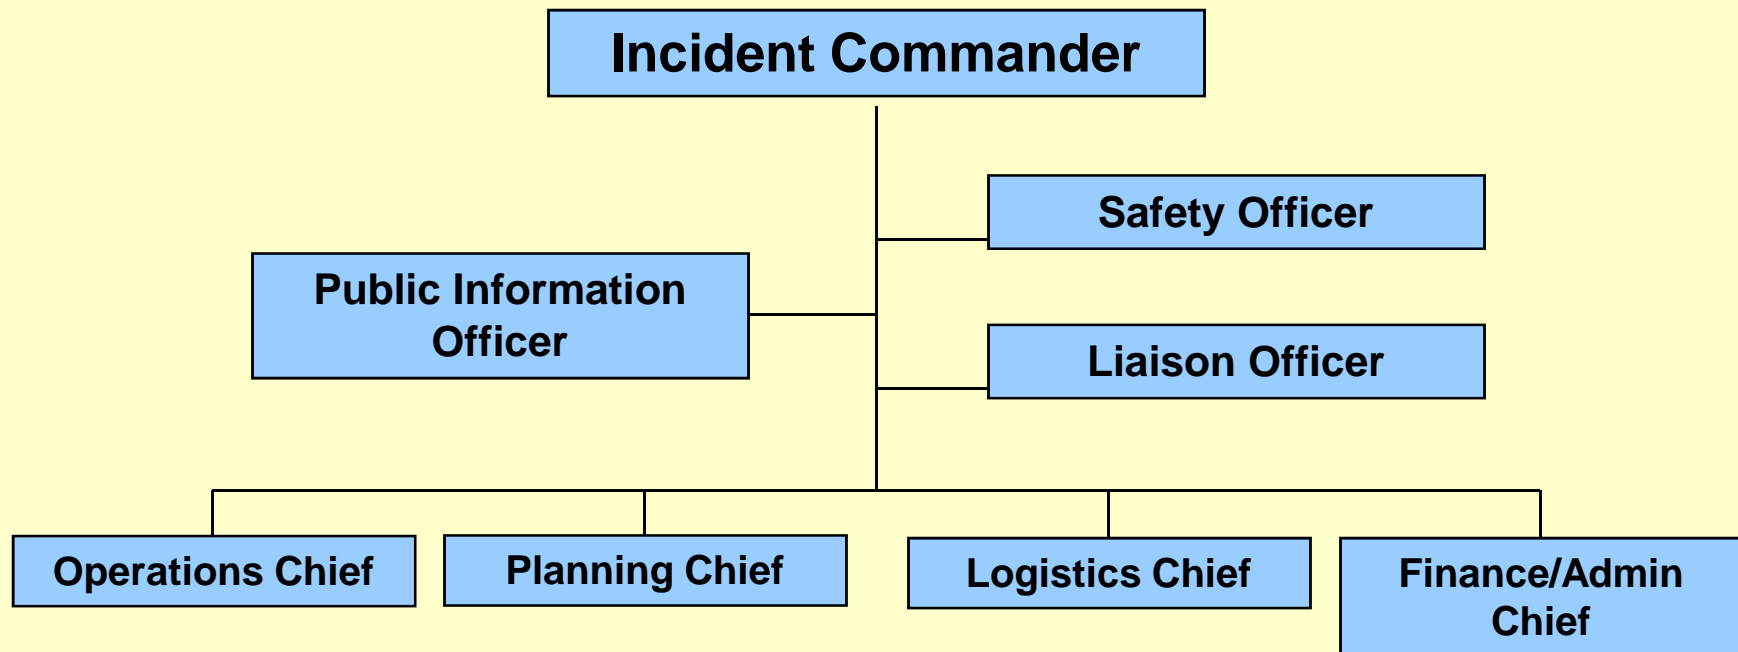 Incident Commander
Safety Officer
Public Information
Officer
Liaison Officer
Operations Chief
Planning Chief
Logistics Chief
Finance/Admin
Chief